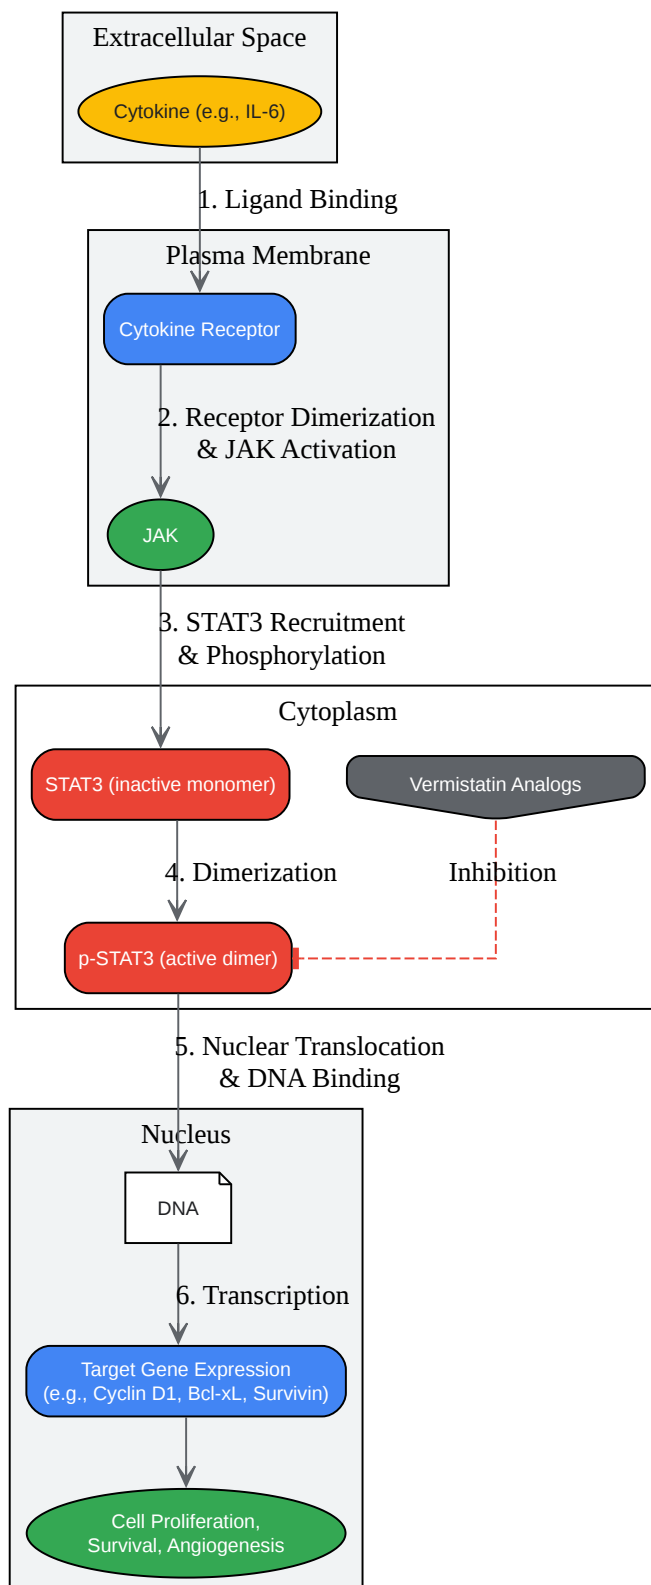 Extracellular Space
Cytokine (e.g., IL-6)
1. Ligand Binding
Plasma Membrane
Cytokine Receptor
2. Receptor Dimerization
& JAK Activation
JAK
3. STAT3 Recruitment
& Phosphorylation
Cytoplasm
STAT3 (inactive monomer)
Vermistatin Analogs
4. Dimerization
Inhibition
p-STAT3 (active dimer)
5. Nuclear Translocation
& DNA Binding
Nucleus
DNA
6. Transcription
Target Gene Expression
(e.g., Cyclin D1, Bcl-xL, Survivin)
Cell Proliferation,
Survival, Angiogenesis